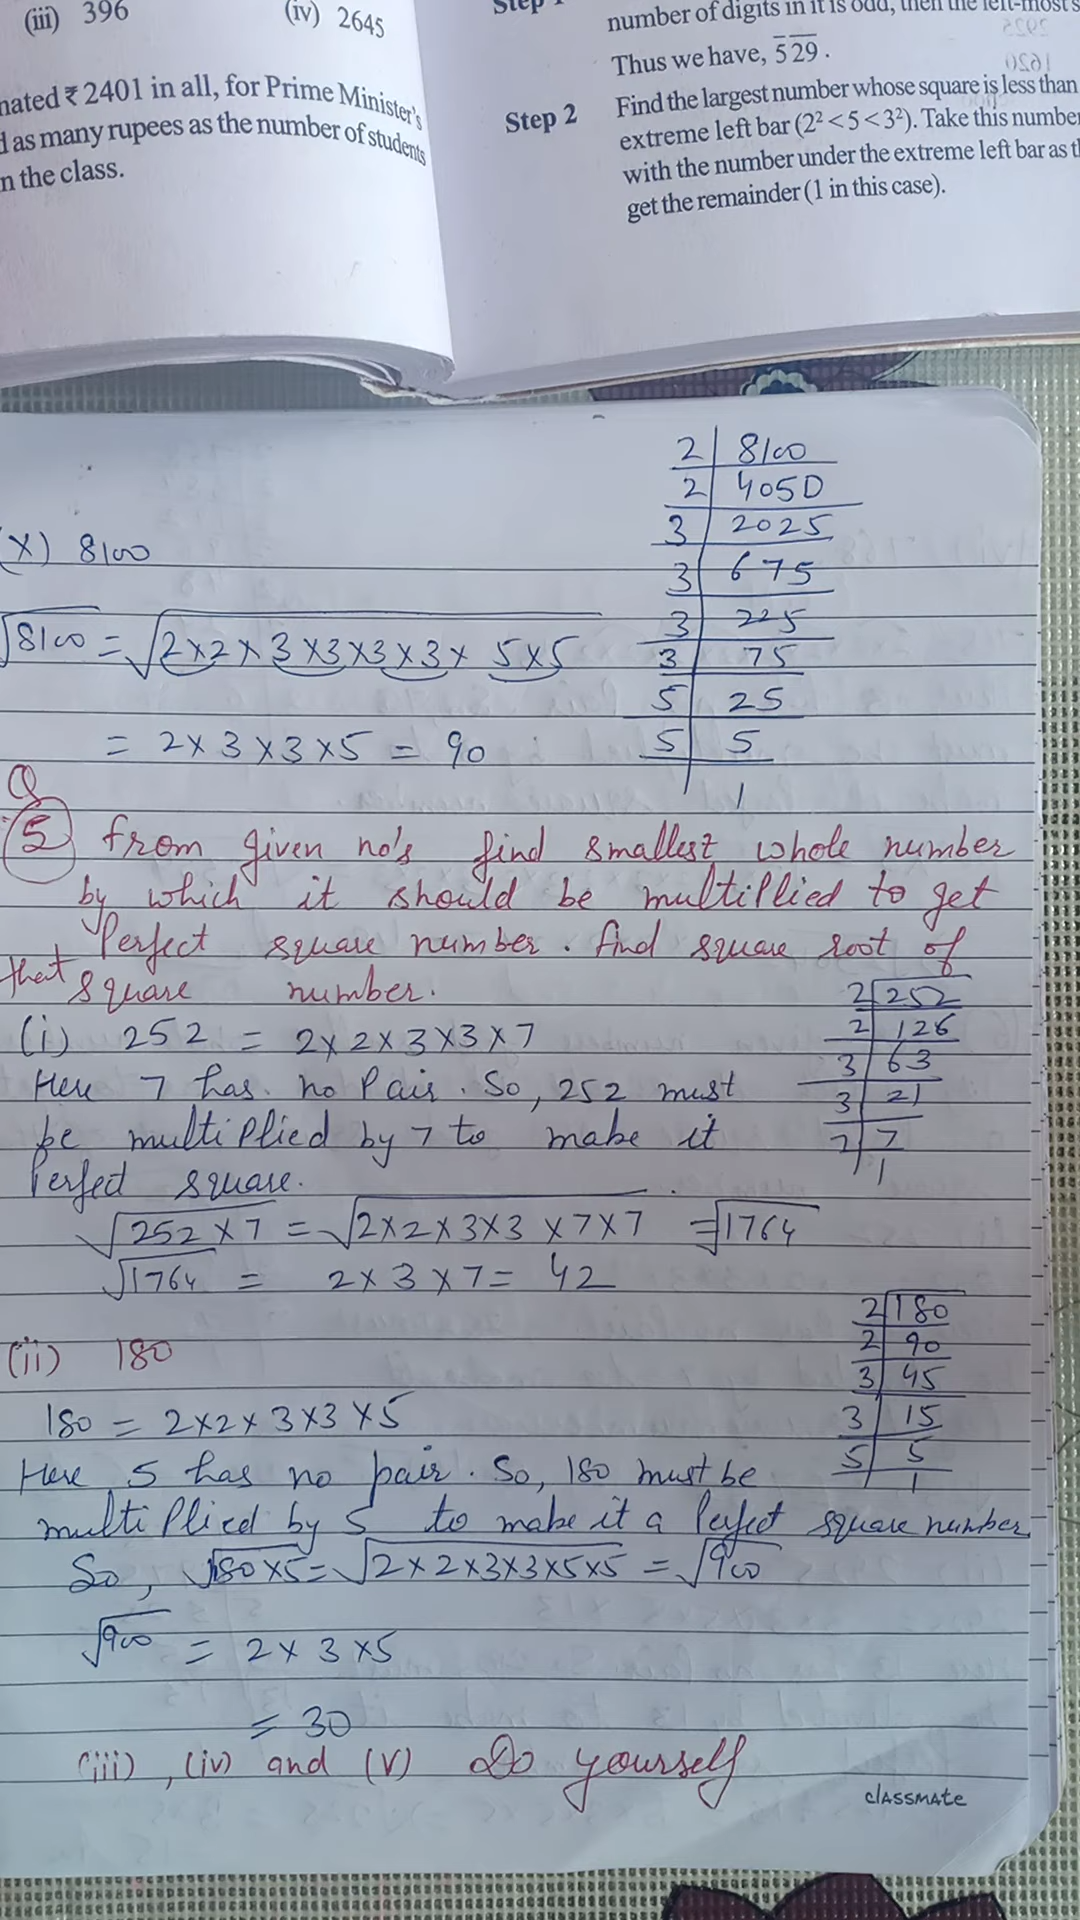 (iii) 396 (iv) 2645
nated ₹ 2401 in all, for Prime Minister's
d as many rupees as the number of students
n the class.
Step 1
number of digits in it is odd, then the left-most s
Thus we have, 5 29 .
Step 2 Find the largest number whose square is less than
extreme left bar (2² < 5 < 3²). Take this number
with the number under the extreme left bar as th
get the remainder (1 in this case).
2 | 8100
2 | 4050
3 | 2025
3 | 675
3 | 225
3 | 75
5 | 25
5 | 5
1
(X) 8100
√8100 = √2×2×3×3×3×3×5×5
= 2×3×3×5 = 90
Q
5 from given no's find smallest whole number
by which it should be multiplied to get
Perfect square number. find square root of
that square number.
(i) 252 = 2×2×3×3×7
Here 7 has no Pair. So, 252 must
be multiplied by 7 to make it
Perfect square.
2 | 252
2 | 126
3 | 63
3 | 21
7 | 7
1
√252×7 = √2×2×3×3×7×7 = √1764
√1764 = 2×3×7 = 42
(ii) 180
180 = 2×2×3×3×5
Here 5 has no pair. So, 180 must be
multiplied by 5 to make it a Perfect square number.
2 | 180
2 | 90
3 | 45
3 | 15
5 | 5
1
So, √180×5 = √2×2×3×3×5×5 = √900
√900 = 2×3×5
= 30
(iii), (iv) and (V) Do yourself
classmate